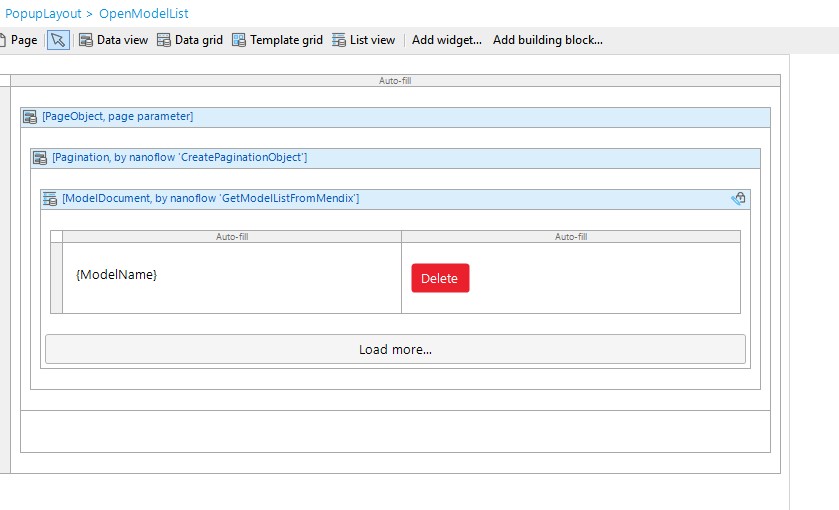 PopupLayout > OpenModelList
Page Data view Data grid Template grid List view Add widget... Add building block...
Auto-fill
[PageObject, page parameter]
[Pagination, by nanoflow 'CreatePaginationObject']
[ModelDocument, by nanoflow 'GetModelListFromMendix']
Auto-fill Auto-fill
{ModelName} Delete
Load more...